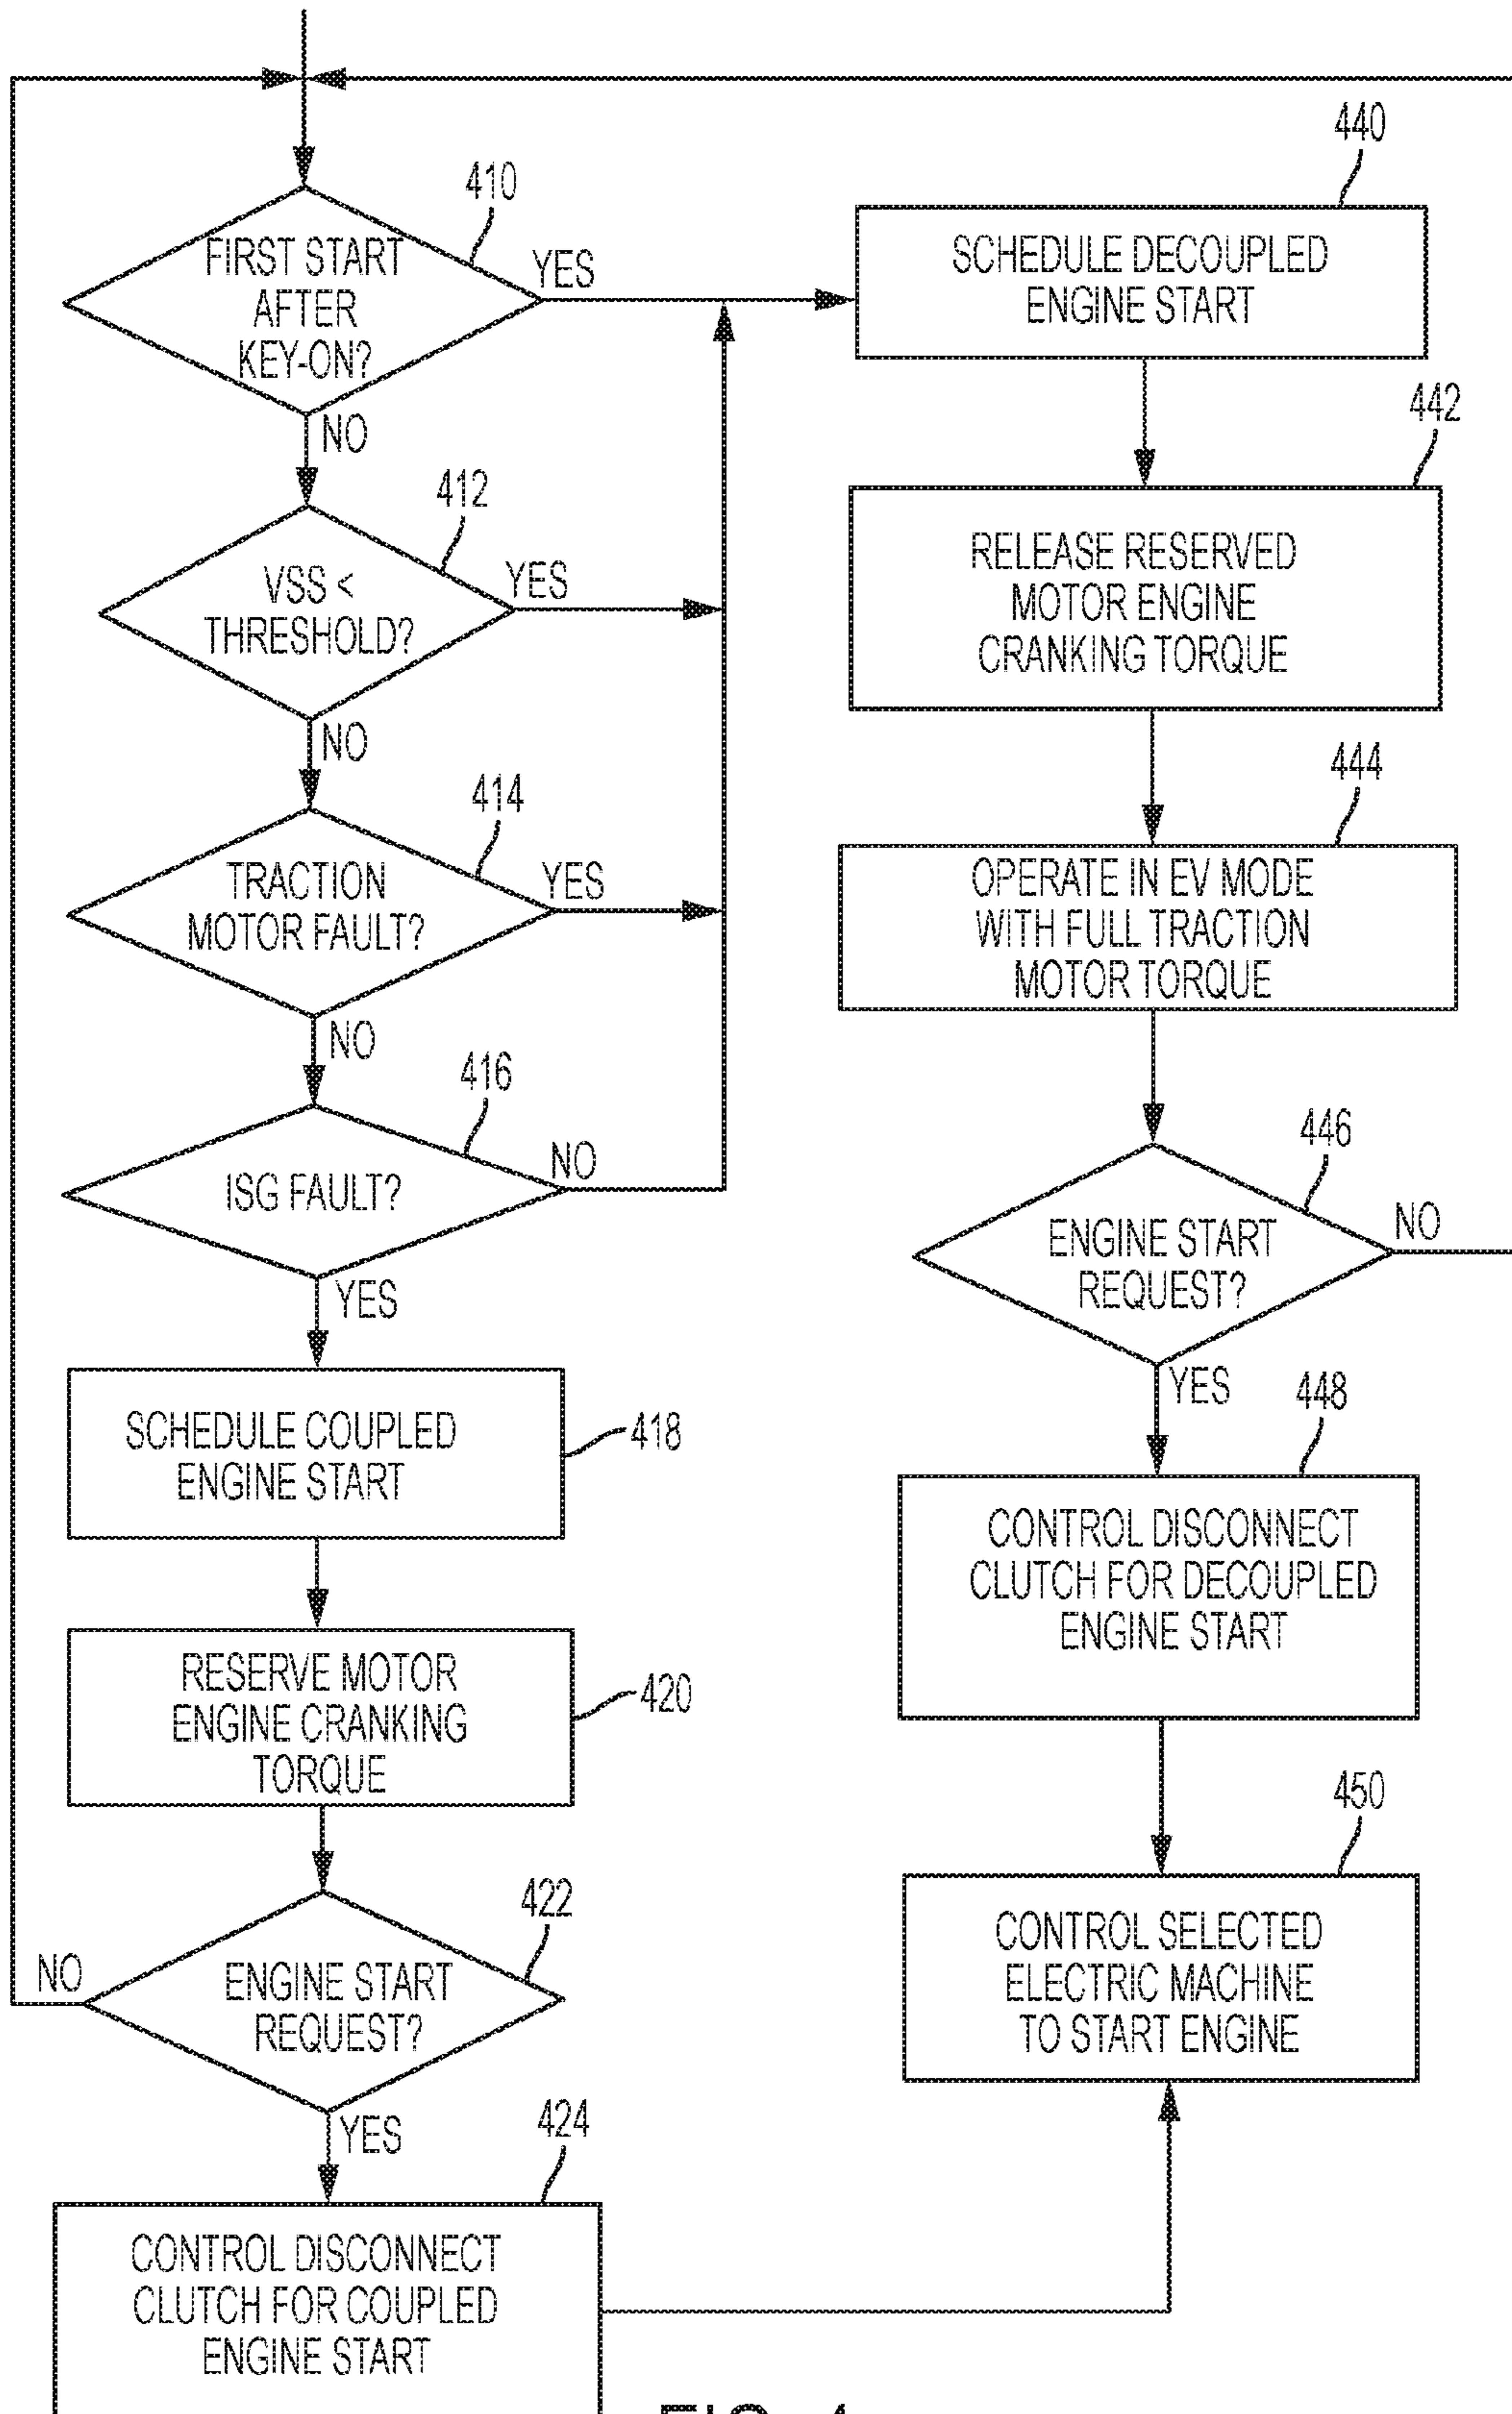 410
FIRST START
AFTER
KEY-ON?
YES
NO
412
VSS <
THRESHOLD?
YES
NO
414
TRACTION
MOTOR FAULT?
YES
NO
416
ISG FAULT?
NO
YES
SCHEDULE COUPLED
ENGINE START
418
RESERVE MOTOR
ENGINE CRANKING
TORQUE
420
422
ENGINE START
REQUEST?
NO
YES
424
CONTROL DISCONNECT
CLUTCH FOR COUPLED
ENGINE START
440
SCHEDULE DECOUPLED
ENGINE START
442
RELEASE RESERVED
MOTOR ENGINE
CRANKING TORQUE
444
OPERATE IN EV MODE
WITH FULL TRACTION
MOTOR TORQUE
446
ENGINE START
REQUEST?
NO
YES
448
CONTROL DISCONNECT
CLUTCH FOR DECOUPLED
ENGINE START
450
CONTROL SELECTED
ELECTRIC MACHINE
TO START ENGINE